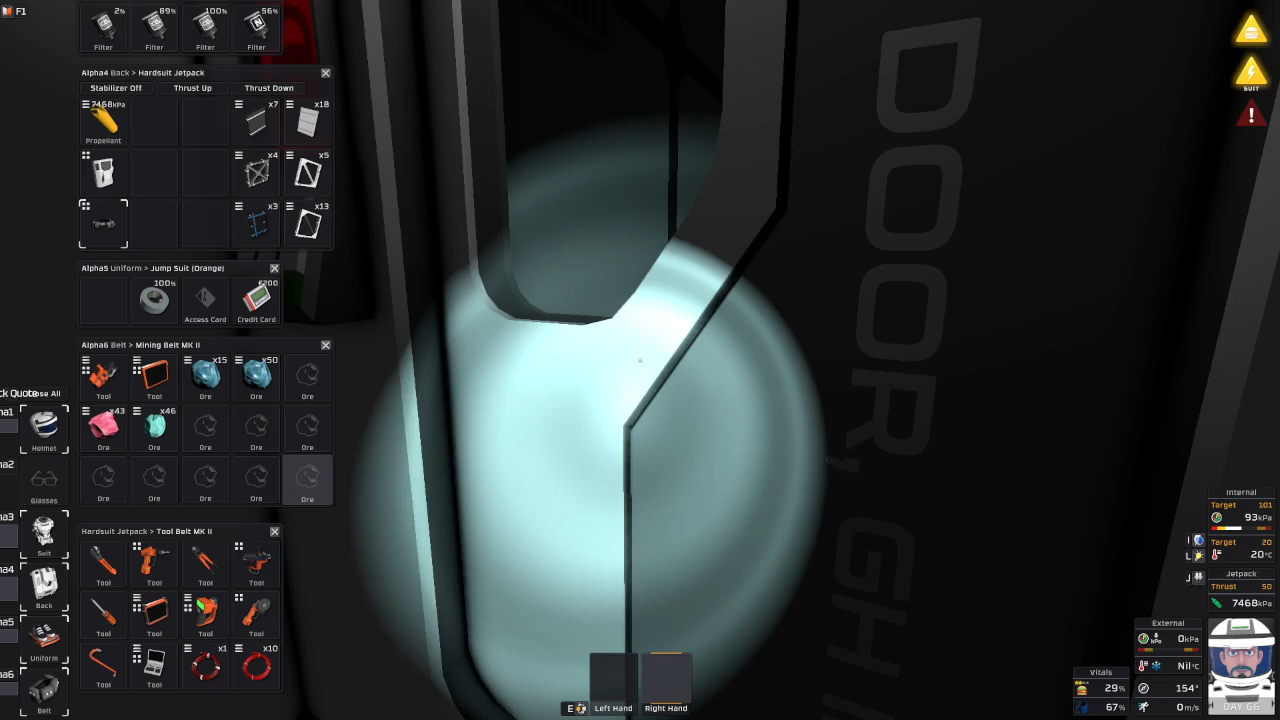 F1
2% 89% 100% 56%
Filter Filter Filter Filter
Alpha4 Back > Hardsuit Jetpack
Stabilizer Off Thrust Up Thrust Down
7468kPa x7 x18
Propellant
x4 x5
x3 x13
Alpha5 Uniform > Jump Suit (Orange)
100% €200
Access Card Credit Card
Alpha6 Belt > Mining Belt MK II
x15 x50
Tool Tool Ore Ore Ore
x43 x46
Ore Ore Ore Ore Ore
Ore Ore Ore Ore Ore
Hardsuit Jetpack > Tool Belt MK II
Tool Tool Tool Tool
Tool Tool Tool Tool
x1 x10
Tool Tool
Helmet
Glasses
Suit
Back
Uniform
Belt
DOOR, GHI
E Left Hand Right Hand
SUIT
Internal
Target 101
93kPa
Target 20
20°C
Jetpack
Thrust 50
7468kPa
External
0kPa
Nil°C
154°
0m/s
Vitals
29%
67%
DAY 66